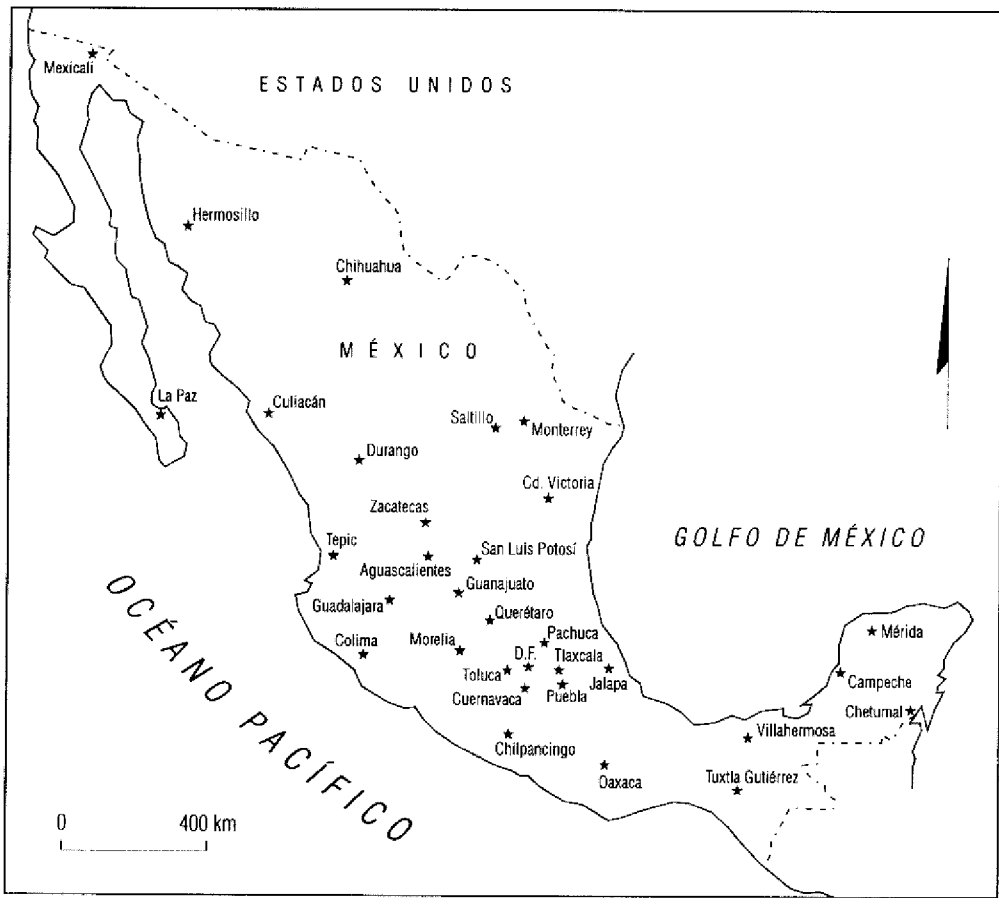 Mexicali
ESTADOS UNIDOS
Hermosillo
Chihuahua
MÉXICO
La Paz
Culiacán
Saltillo
Monterrey
Durango
Cd. Victoria
Zacatecas
GOLFO DE MÉXICO
Tepic
San Luis Potosí
Aguascalientes
Guanajuato
Guadalajara
Querétaro
Mérida
Pachuca
Colima
Morelia
D.F.
Tlaxcala
Toluca
Jalapa
Campeche
Cuernavaca
Puebla
Chetumal
Villahermosa
Chilpancingo
Oaxaca
Tuxtla Gutiérrez
OCÉANO PACÍFICO
0 400 km